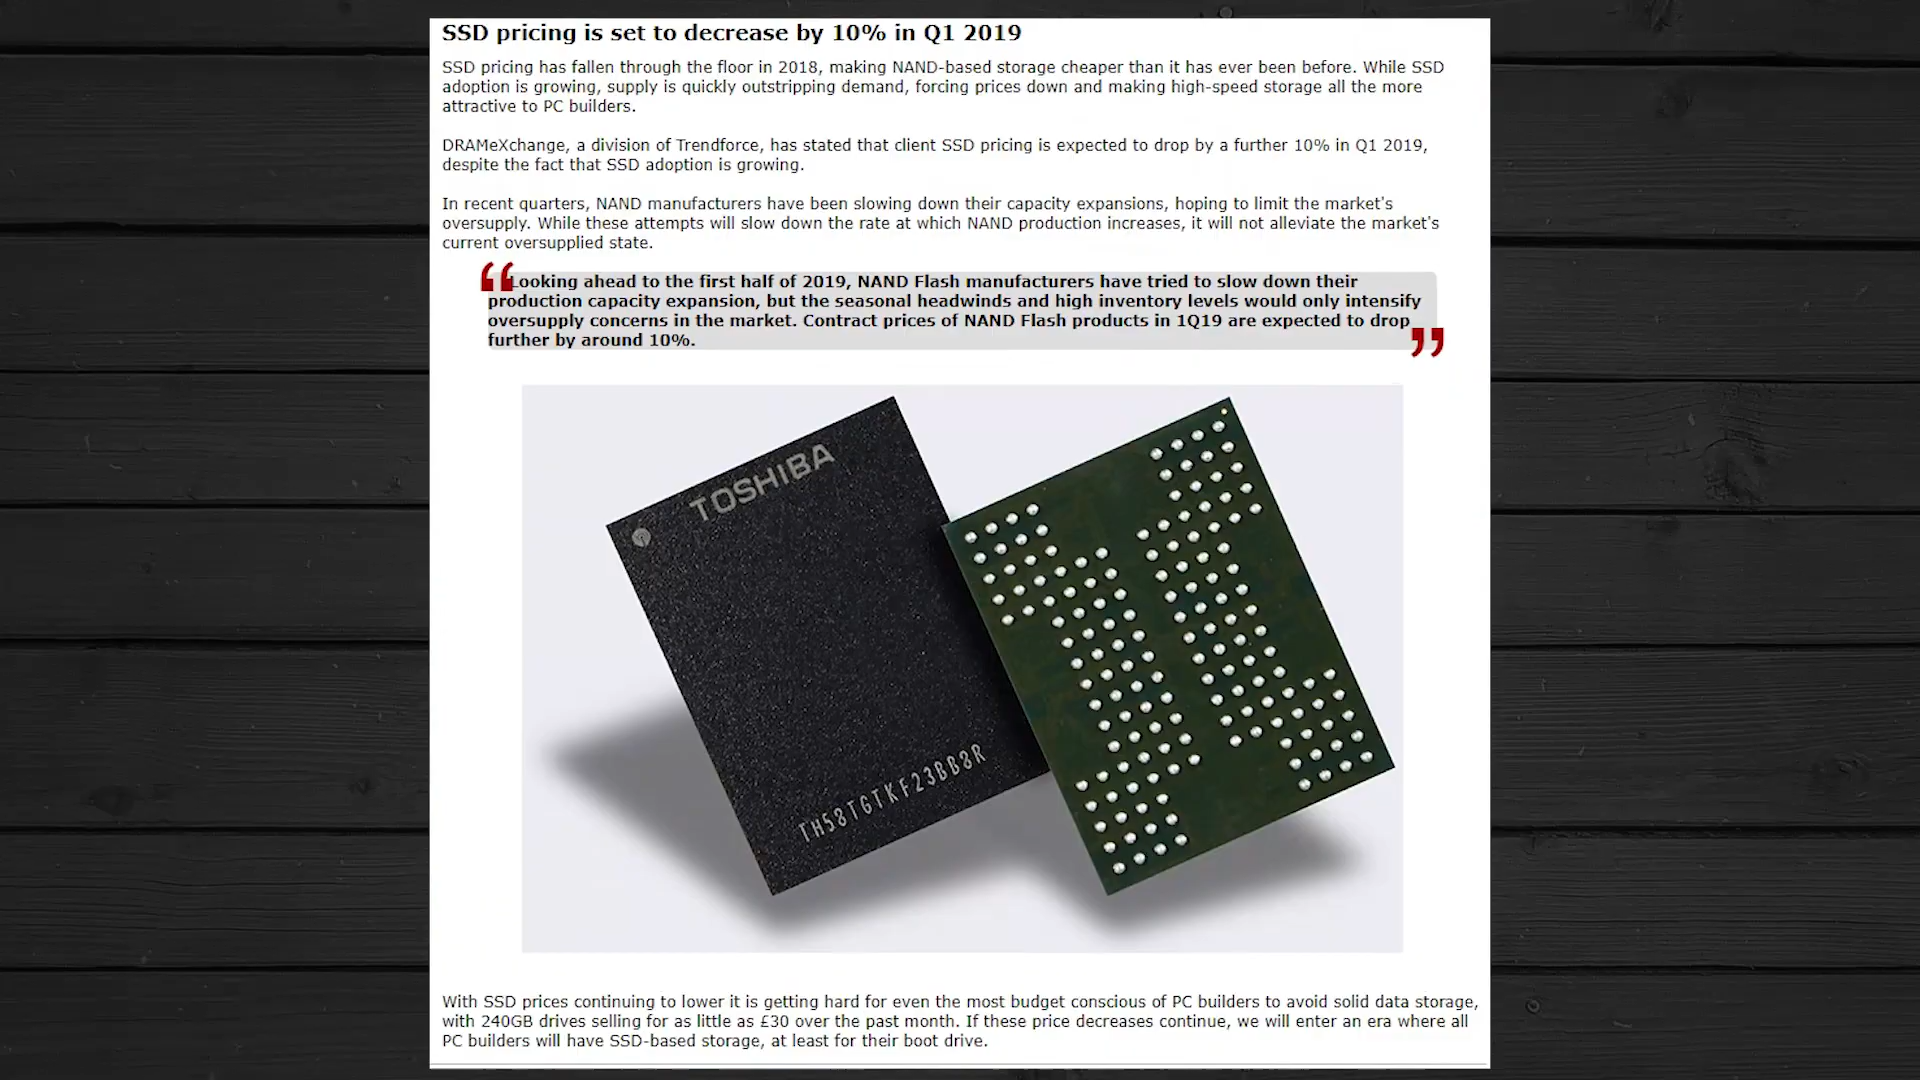 SSD pricing is set to decrease by 10% in Q1 2019
SSD pricing has fallen through the floor in 2018, making NAND-based storage cheaper than it has ever been before. While SSD
adoption is growing, supply is quickly outstripping demand, forcing prices down and making high-speed storage all the more
attractive to PC builders.
DRAMeXchange, a division of Trendforce, has stated that client SSD pricing is expected to drop by a further 10% in Q1 2019,
despite the fact that SSD adoption is growing.
In recent quarters, NAND manufacturers have been slowing down their capacity expansions, hoping to limit the market's
oversupply. While these attempts will slow down the rate at which NAND production increases, it will not alleviate the market's
current oversupplied state.
“Looking ahead to the first half of 2019, NAND Flash manufacturers have tried to slow down their
production capacity expansion, but the seasonal headwinds and high inventory levels would only intensify
oversupply concerns in the market. Contract prices of NAND Flash products in 1Q19 are expected to drop
further by around 10%.”
TOSHIBA
TH58TGTKF23BB8R
With SSD prices continuing to lower it is getting hard for even the most budget conscious of PC builders to avoid solid data storage,
with 240GB drives selling for as little as £30 over the past month. If these price decreases continue, we will enter an era where all
PC builders will have SSD-based storage, at least for their boot drive.